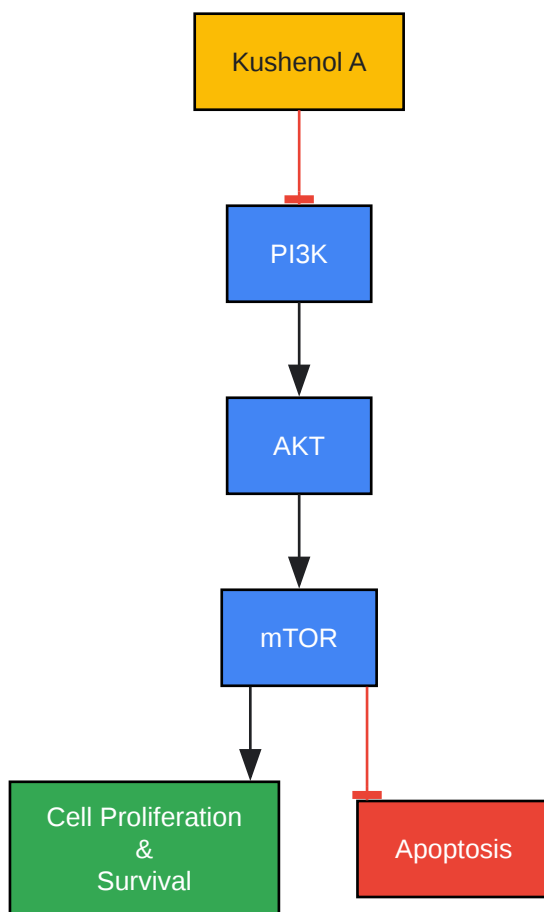 Kushenol A
PI3K
AKT
mTOR
Cell Proliferation
&
Survival
Apoptosis